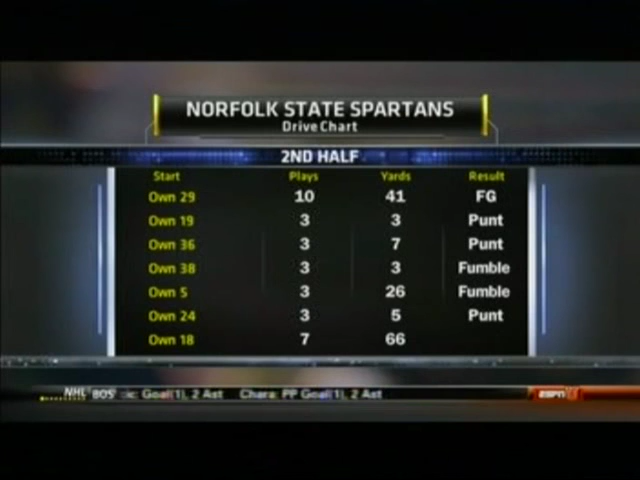 NORFOLK STATE SPARTANS
Drive Chart
2ND HALF
Start Plays Yards Result
Own 29 10 41 FG
Own 19 3 3 Punt
Own 36 3 7 Punt
Own 38 3 3 Fumble
Own 5 3 26 Fumble
Own 24 3 5 Punt
Own 18 7 66
NHL BOS Goal(1), 2 Ast Chara: PP Goal(1), 2 Ast ESPN